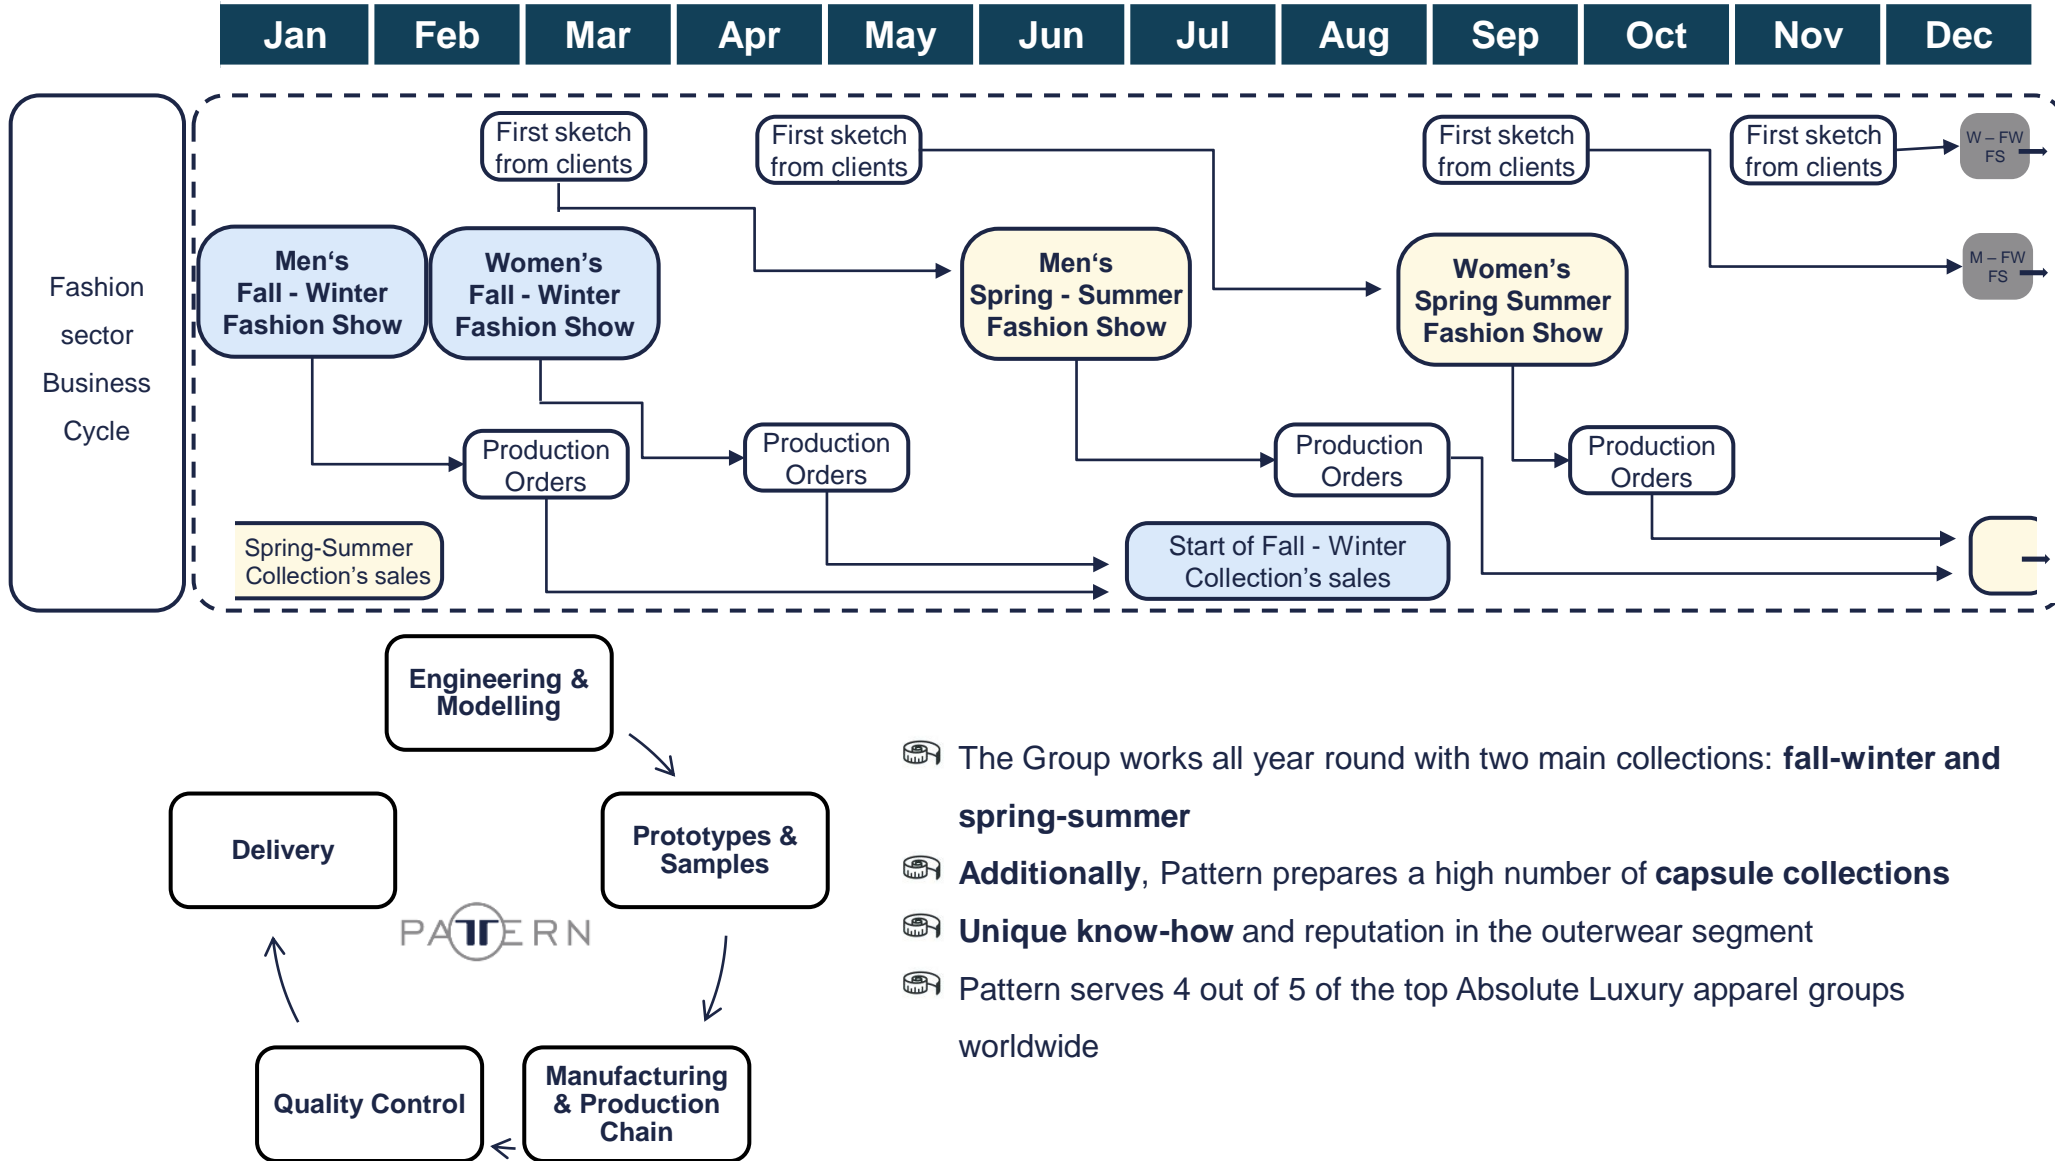 Jan Feb Mar Apr May Jun Jul Aug Sep Oct Nov Dec
Fashion
sector
Business
Cycle
First sketch
from clients
First sketch
from clients
First sketch
from clients
First sketch
from clients
W – FW
FS
Men‘s
Fall - Winter
Fashion Show
Women’s
Fall - Winter
Fashion Show
Men‘s
Spring - Summer
Fashion Show
Women’s
Spring Summer
Fashion Show
M – FW
FS
Production
Orders
Production
Orders
Production
Orders
Production
Orders
Spring-Summer
Collection’s sales
Start of Fall - Winter
Collection’s sales
Engineering &
Modelling
Prototypes &
Samples
Manufacturing
& Production
Chain
Quality Control
Delivery
PATTERN
The Group works all year round with two main collections: fall-winter and
spring-summer
Additionally, Pattern prepares a high number of capsule collections
Unique know-how and reputation in the outerwear segment
Pattern serves 4 out of 5 of the top Absolute Luxury apparel groups
worldwide